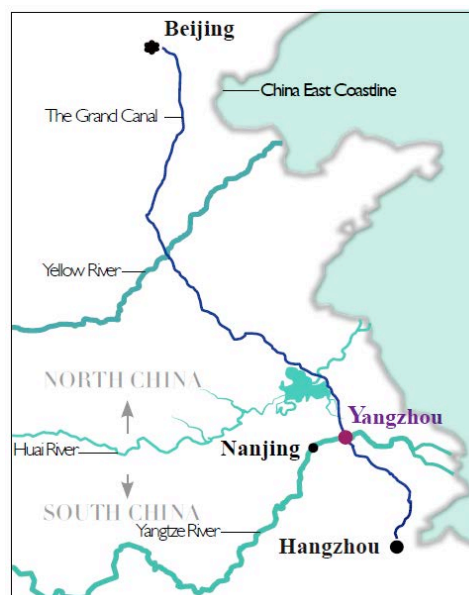 Beijing
China East Coastline
The Grand Canal
Yellow River
NORTH CHINA
Yangzhou
Nanjing
Huai River
SOUTH CHINA
Yangtze River
Hangzhou